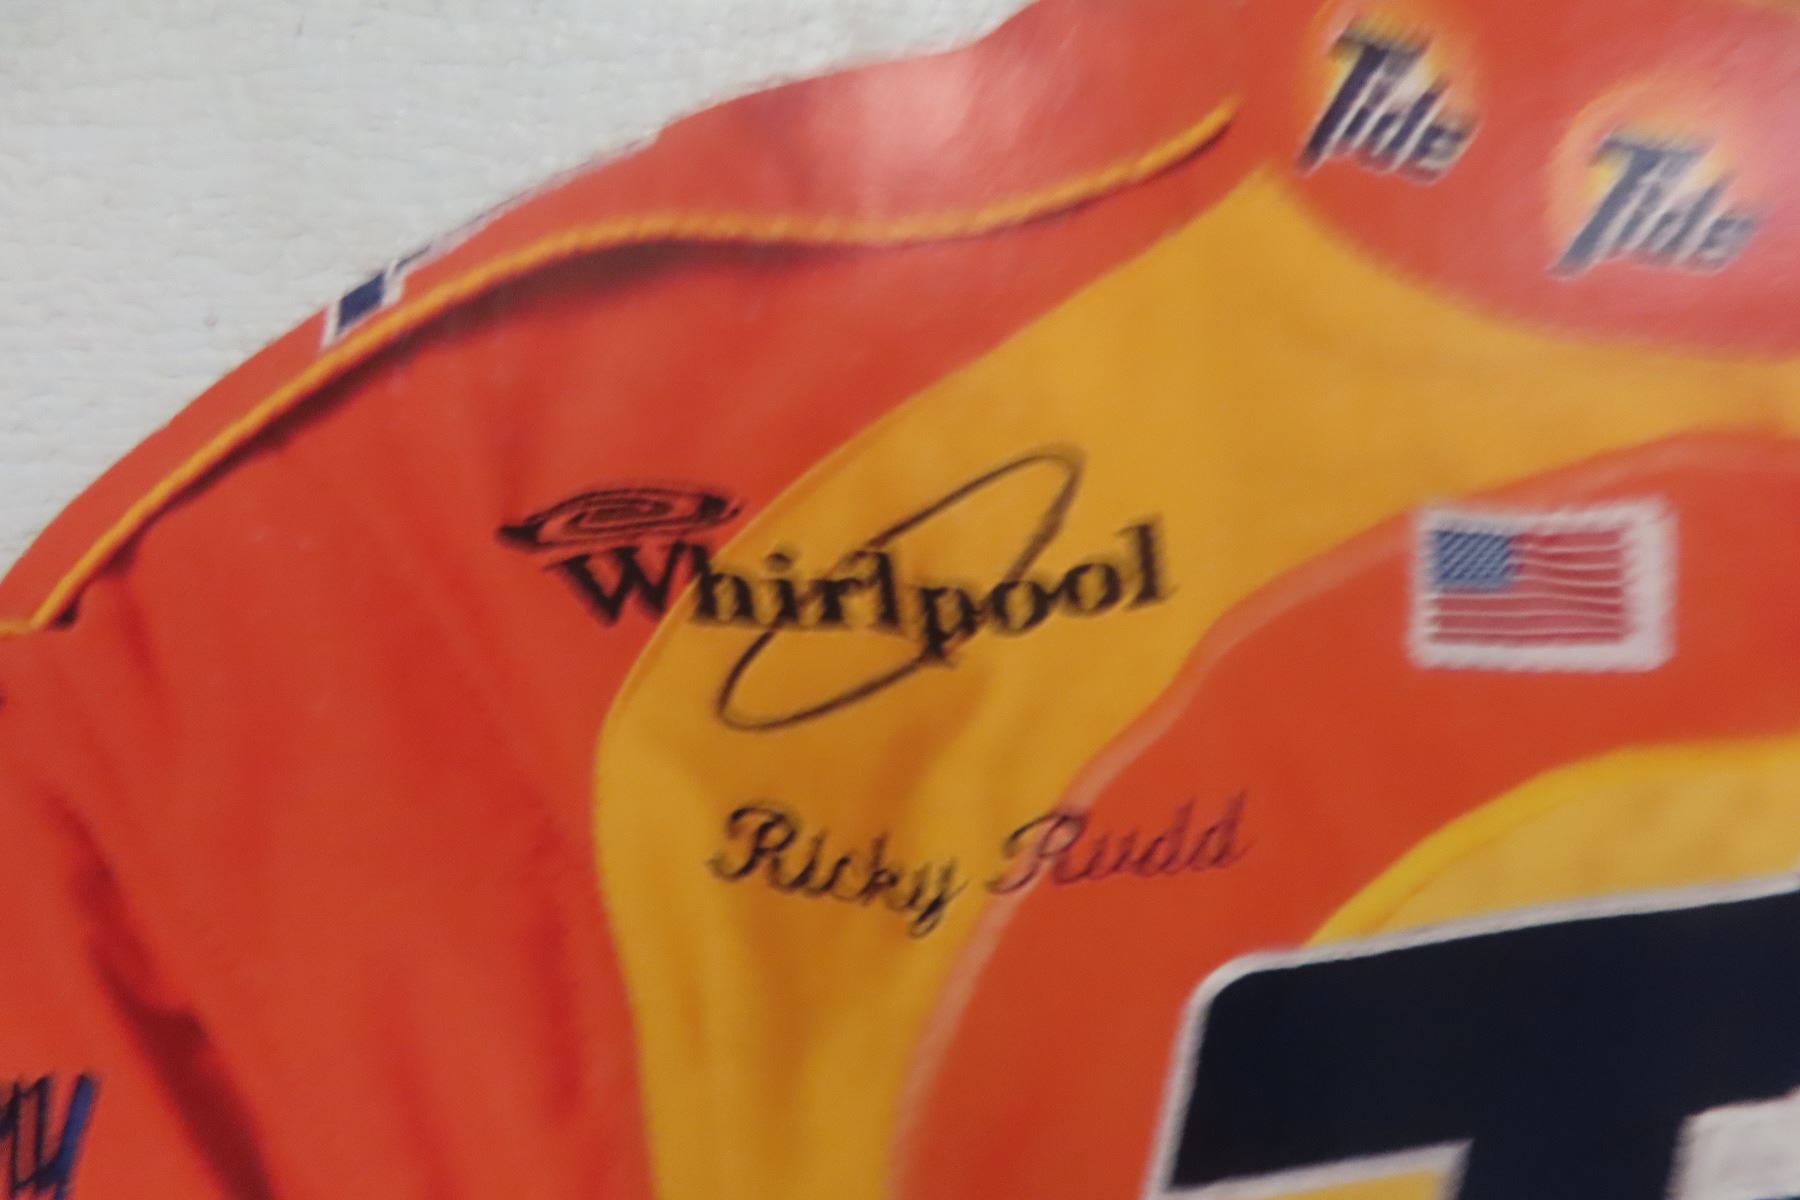 Tide
Tide
Whirlpool
Ricky Rudd